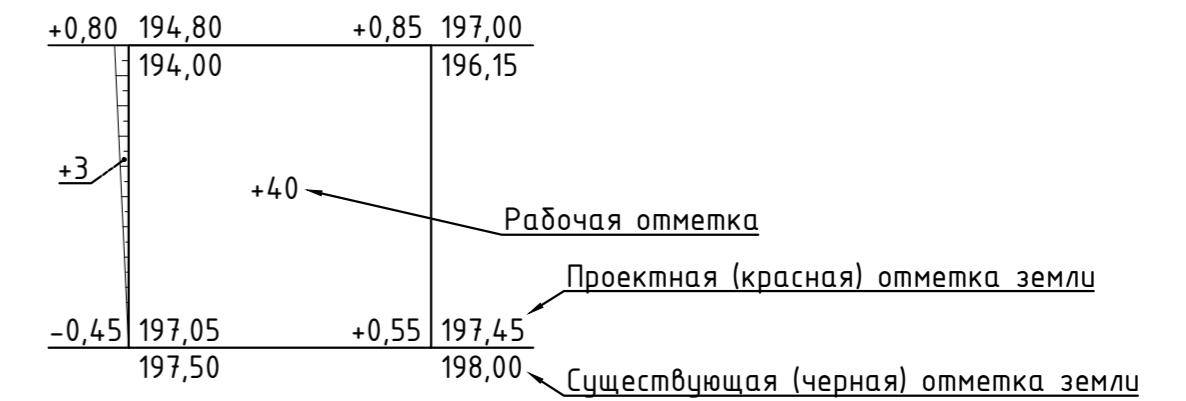 +0,80 194,80 +0,85 197,00
194,00 196,15
+3
+40
Рабочая отметка
Проектная (красная) отметка земли
-0,45 197,05 +0,55 197,45
197,50 198,00
Существующая (черная) отметка земли